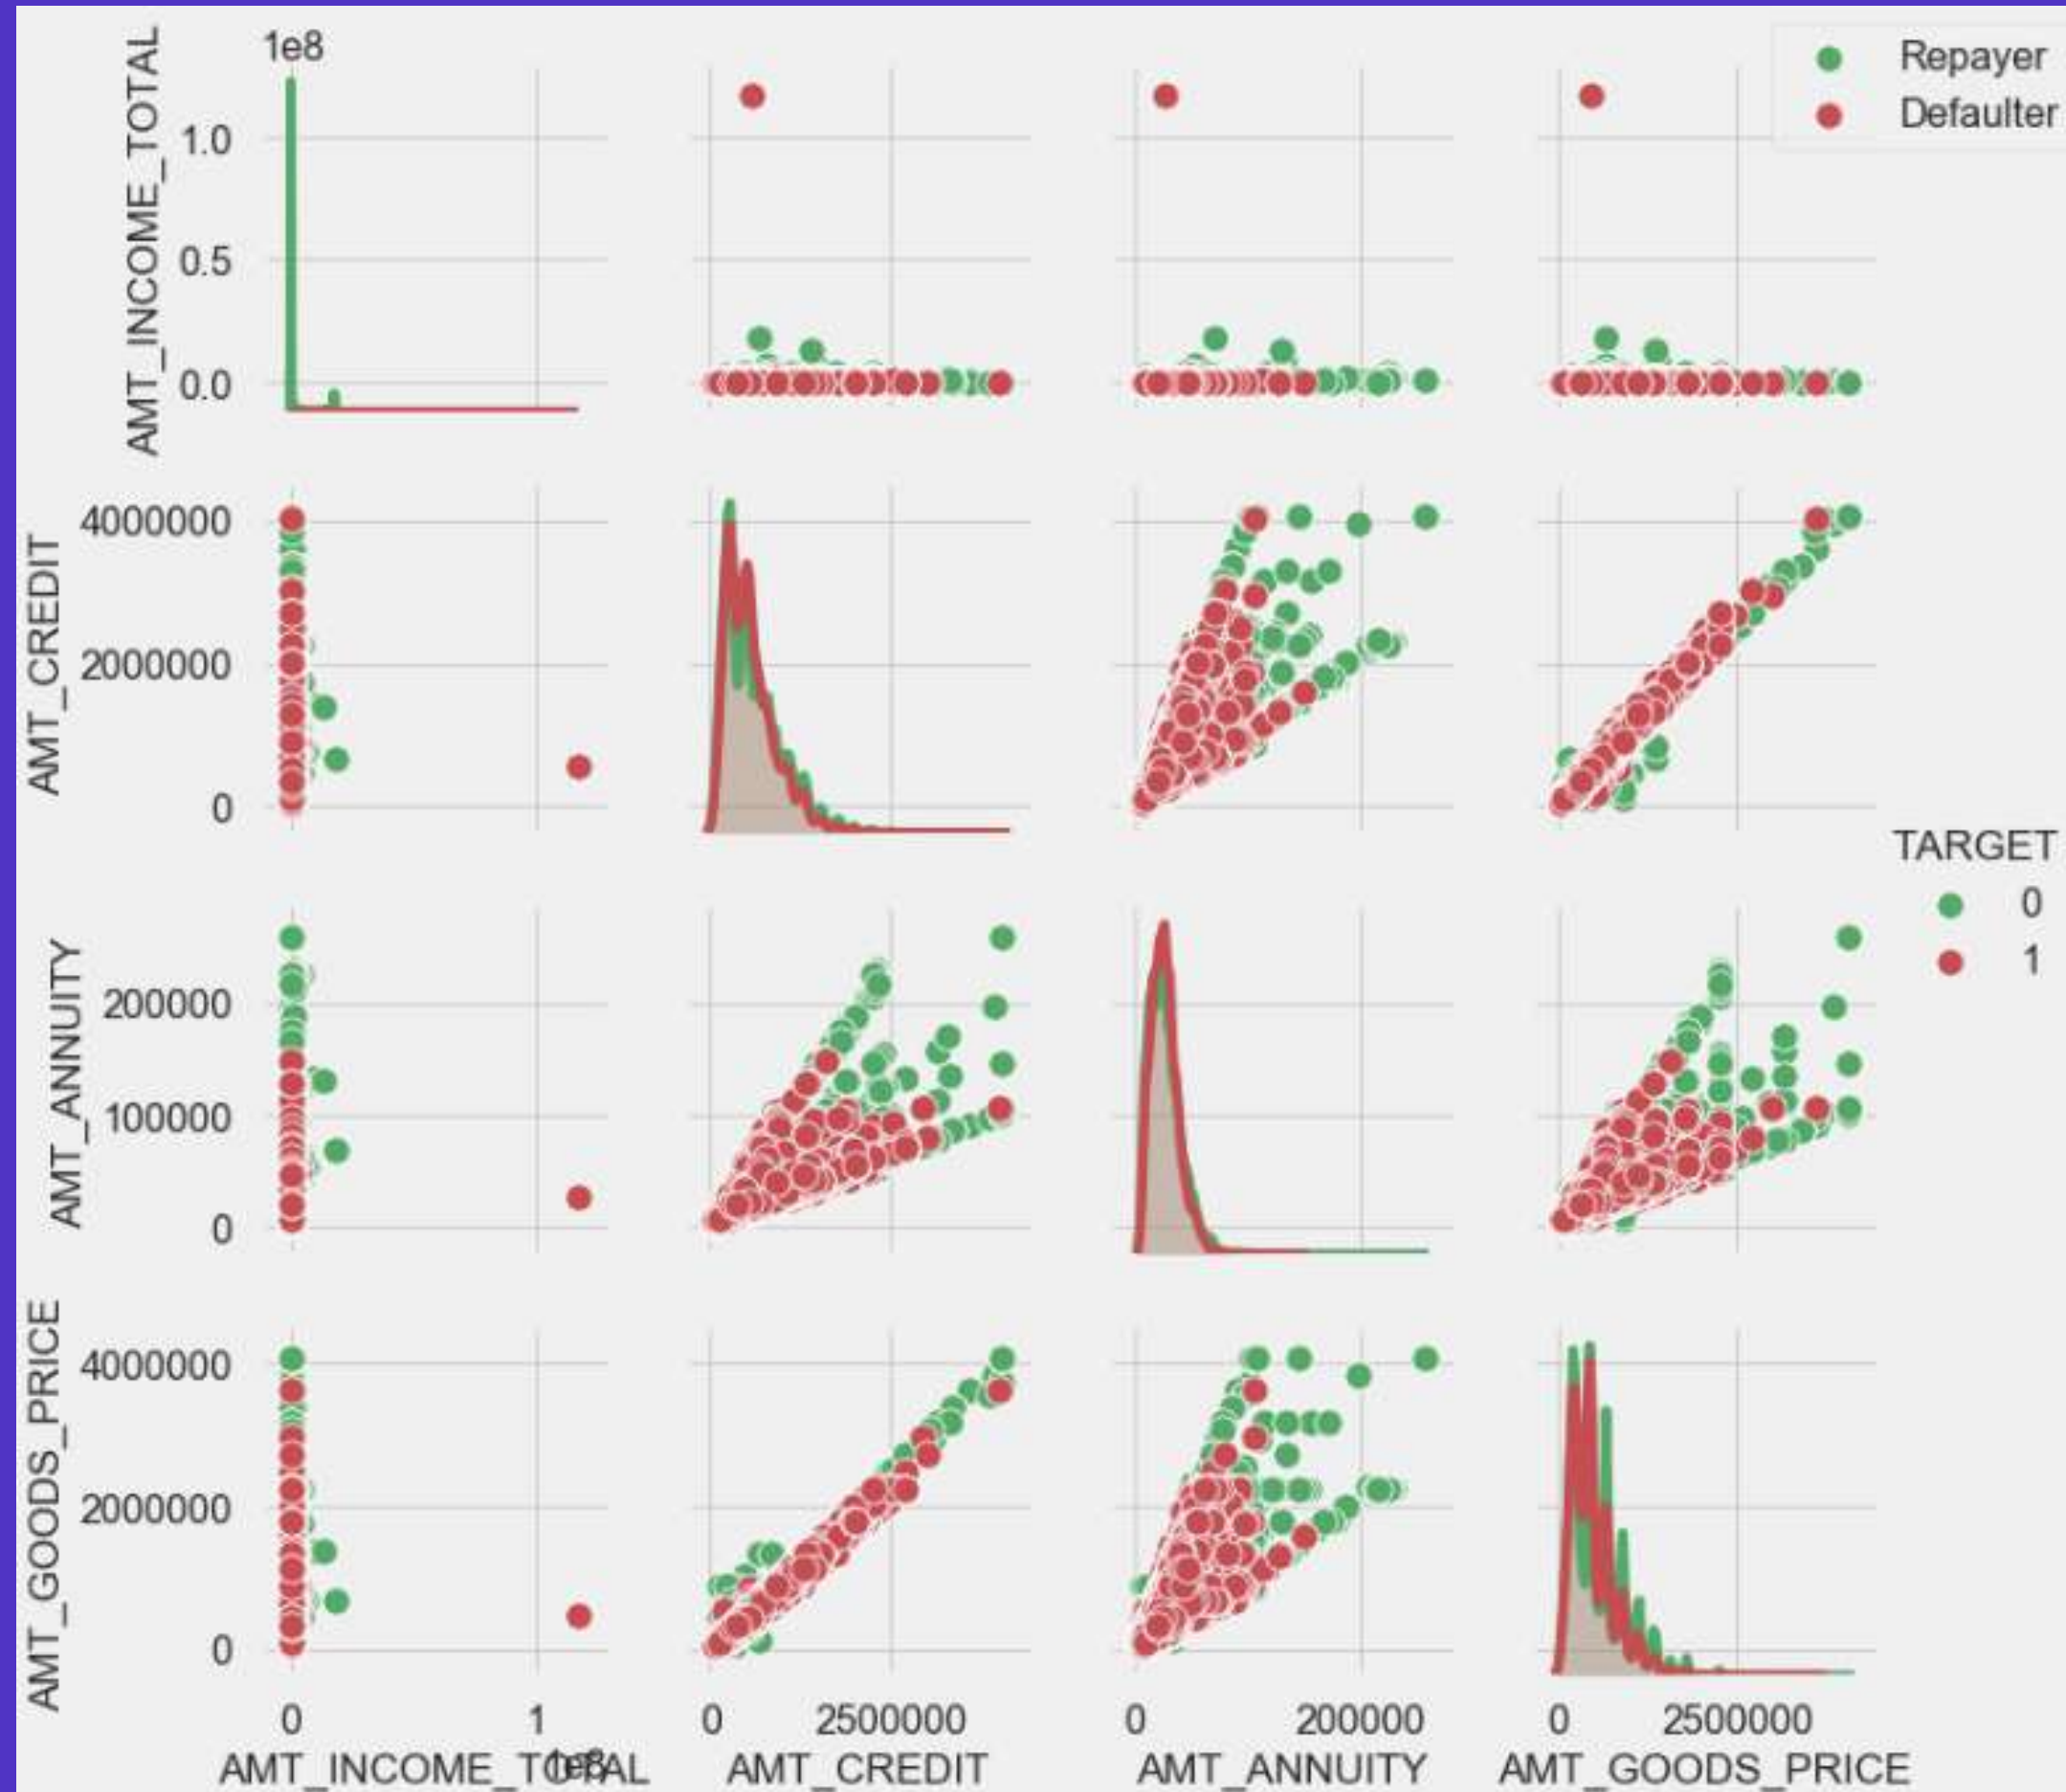 1e8
Repayer
Defaulter
AMT_INCOME_TOTAL
1.0
0.5
0.0
AMT_CREDIT
4000000
2000000
0
TARGET
0
1
AMT_ANNUITY
200000
100000
0
AMT_GOODS_PRICE
4000000
2000000
0
0 1 0 2500000 0 200000 0 2500000
1e8
AMT_INCOME_TOTAL AMT_CREDIT AMT_ANNUITY AMT_GOODS_PRICE